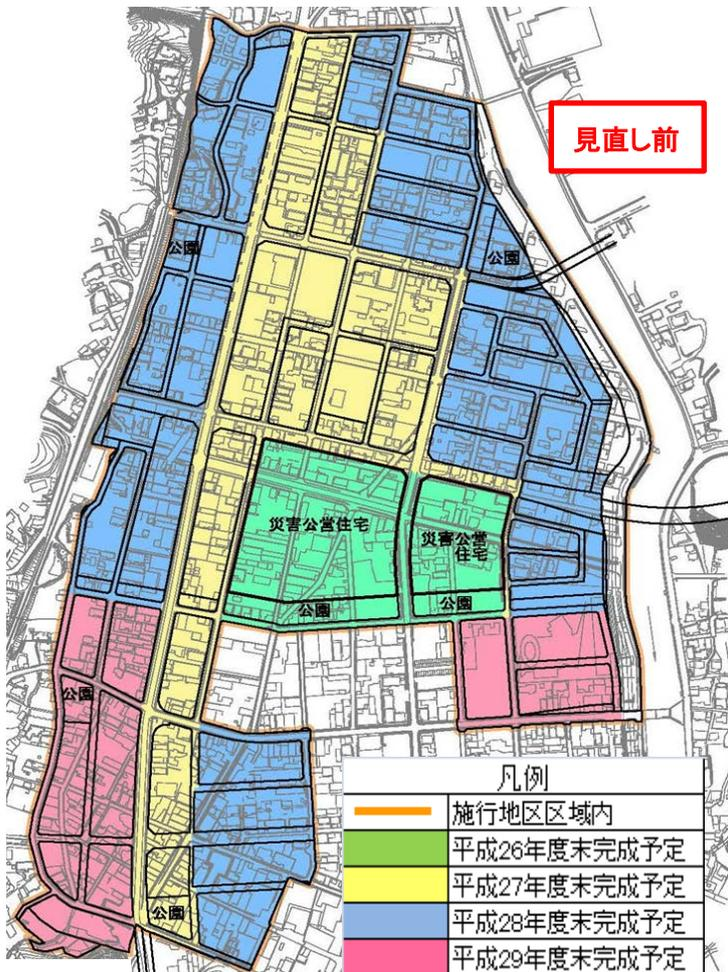 見直し前
公園
公園
災害公営住宅
災害公営
住宅
公園
公園
公園
公園
凡例
施行地区区域内
平成26年度末完成予定
平成27年度末完成予定
平成28年度末完成予定
平成29年度末完成予定